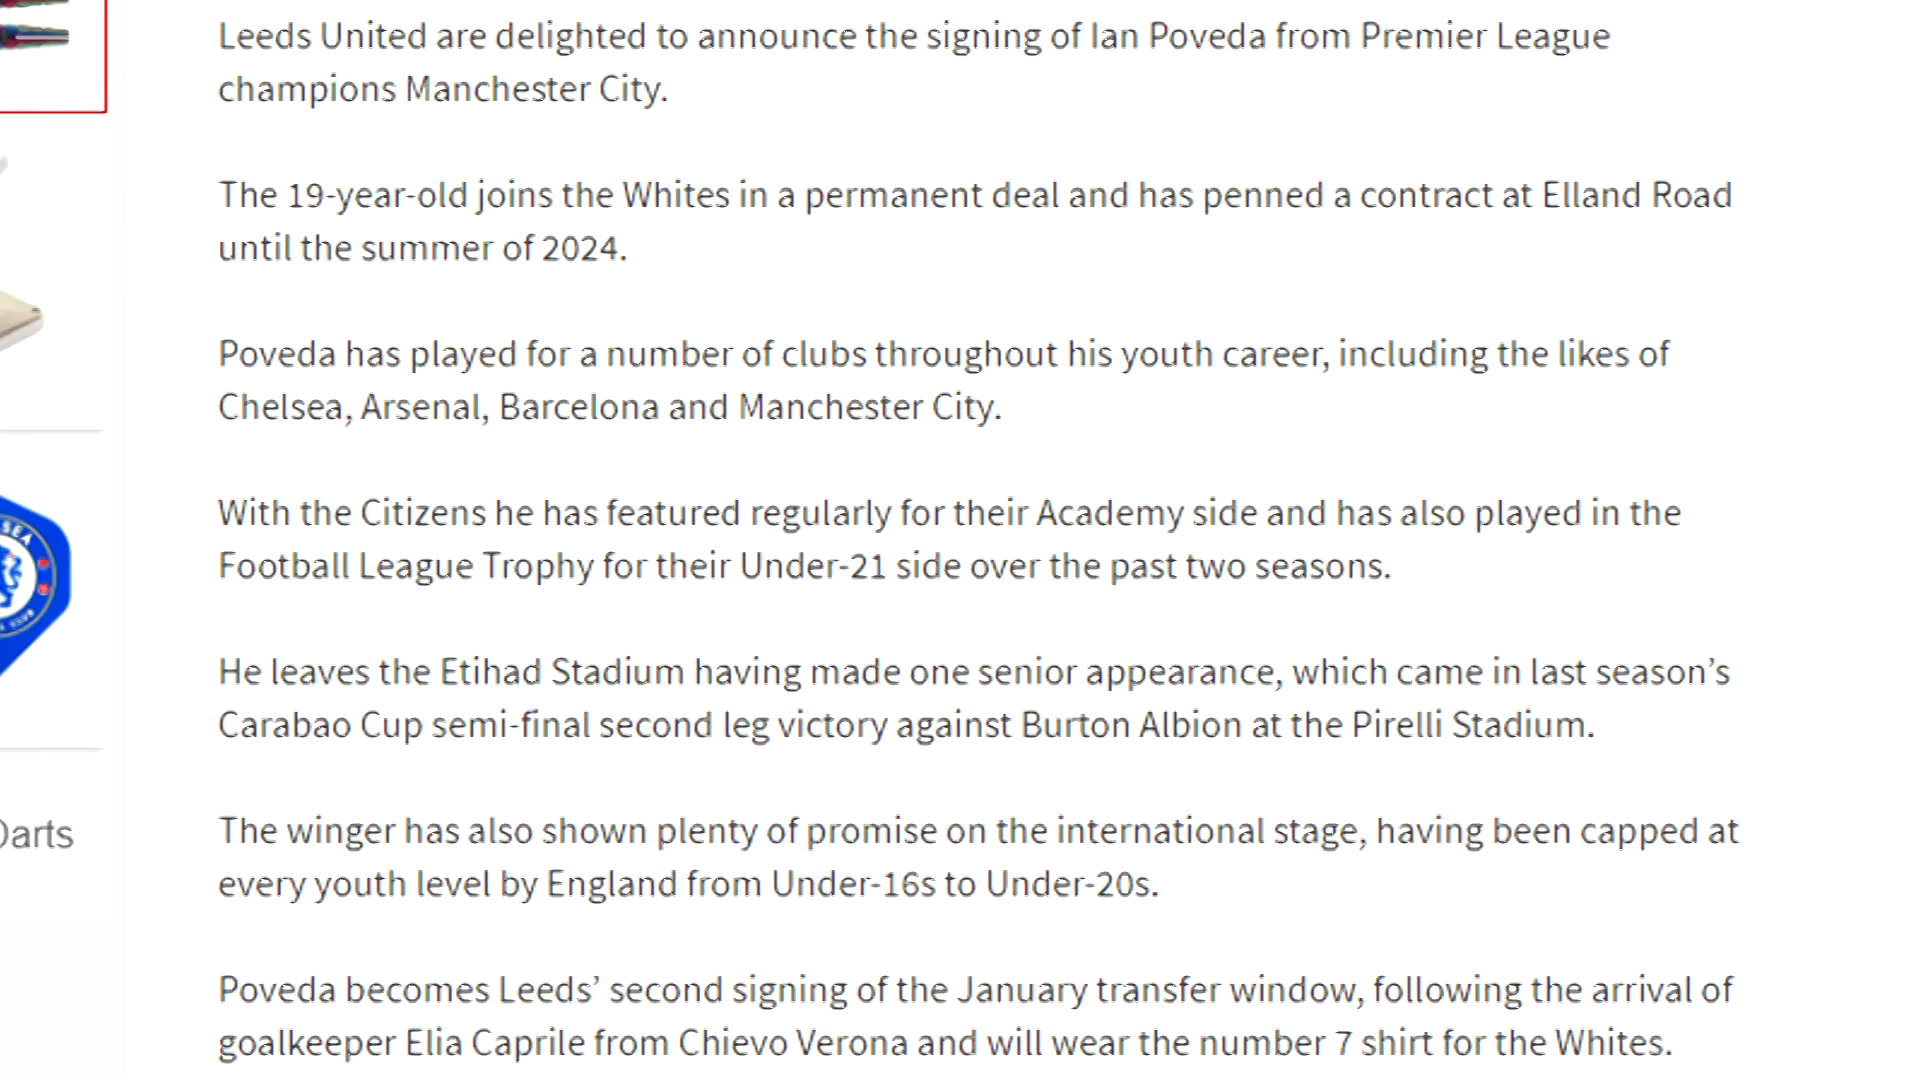 Leeds United are delighted to announce the signing of Ian Poveda from Premier League
champions Manchester City.
The 19-year-old joins the Whites in a permanent deal and has penned a contract at Elland Road
until the summer of 2024.
Poveda has played for a number of clubs throughout his youth career, including the likes of
Chelsea, Arsenal, Barcelona and Manchester City.
With the Citizens he has featured regularly for their Academy side and has also played in the
Football League Trophy for their Under-21 side over the past two seasons.
He leaves the Etihad Stadium having made one senior appearance, which came in last season’s
Carabao Cup semi-final second leg victory against Burton Albion at the Pirelli Stadium.
The winger has also shown plenty of promise on the international stage, having been capped at
every youth level by England from Under-16s to Under-20s.
Poveda becomes Leeds’ second signing of the January transfer window, following the arrival of
goalkeeper Elia Caprile from Chievo Verona and will wear the number 7 shirt for the Whites.
Darts